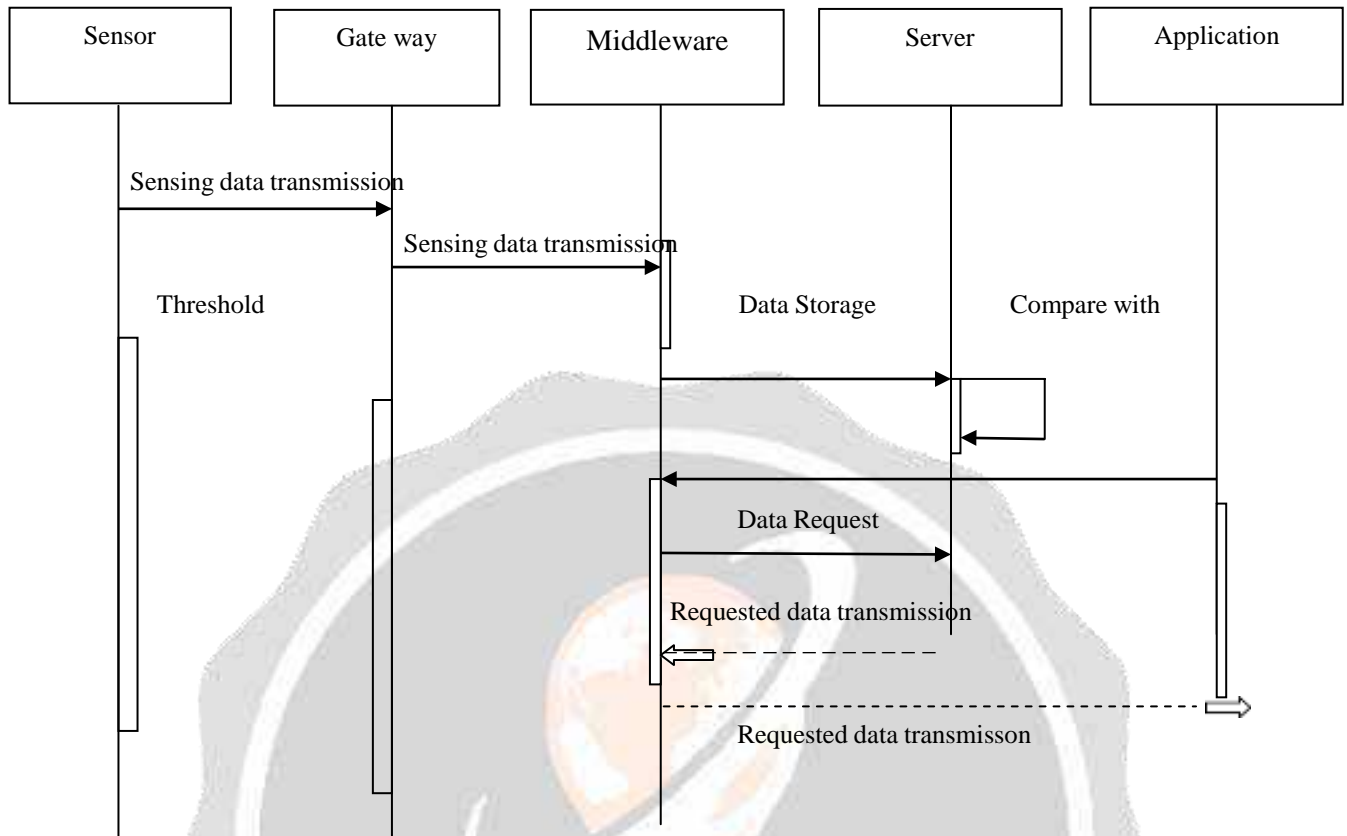 Sensor
Gate way
Middleware
Server
Application
Sensing data transmission
Sensing data transmission
Threshold
Data Storage
Compare with
Data Request
Requested data transmission
Requested data transmisson